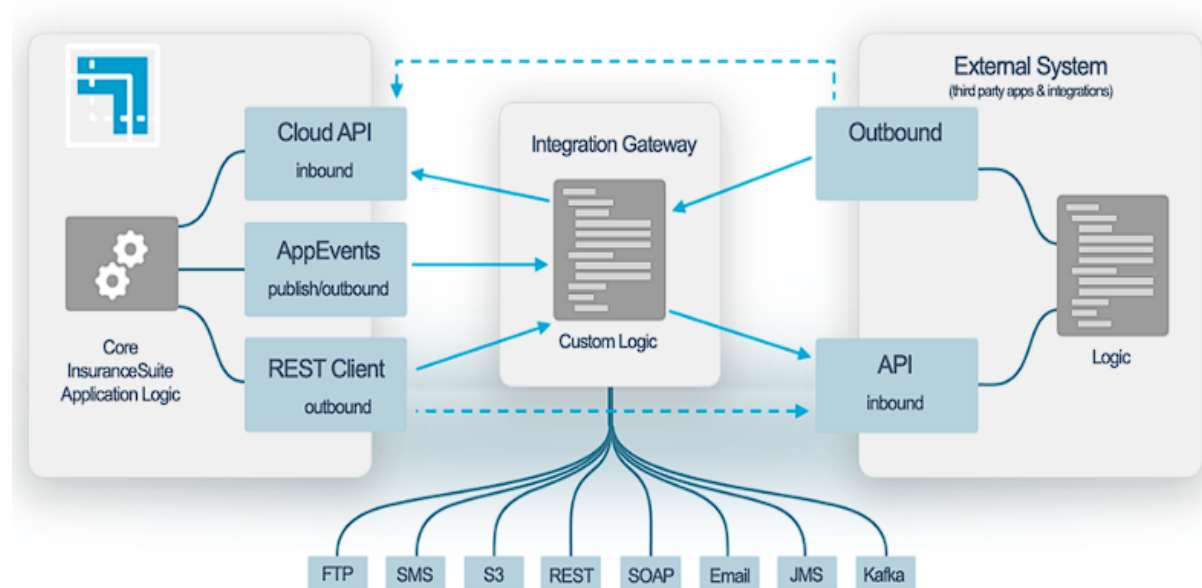 Cloud API
inbound
AppEvents
publish/outbound
REST Client
outbound
Core
InsuranceSuite
Application Logic
Integration Gateway
Custom Logic
External System
(third party apps & integrations)
Outbound
API
inbound
Logic
FTP
SMS
S3
REST
SOAP
Email
JMS
Kafka